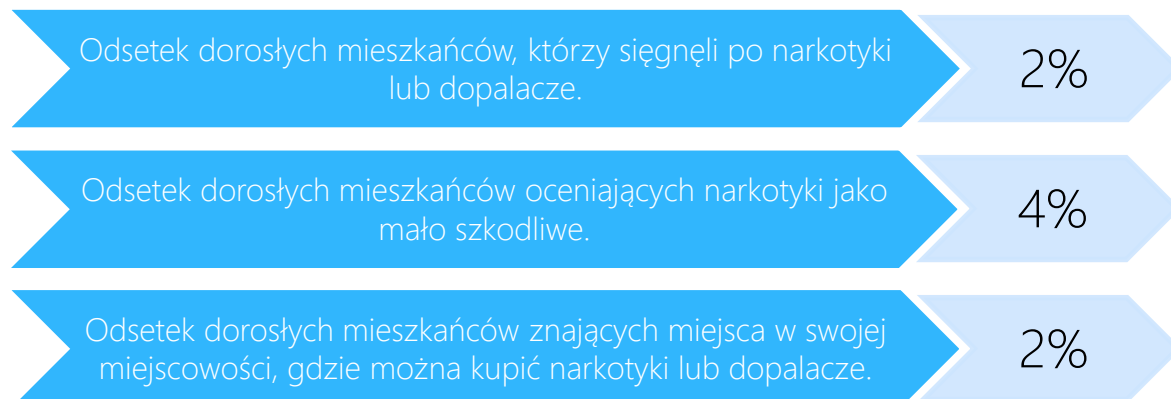 Odsetek dorosłych mieszkańców, którzy sięgnęli po narkotyki
lub dopalacze.
2%
Odsetek dorosłych mieszkańców oceniających narkotyki jako
mało szkodliwe.
4%
Odsetek dorosłych mieszkańców znających miejsca w swojej
miejscowości, gdzie można kupić narkotyki lub dopalacze.
2%